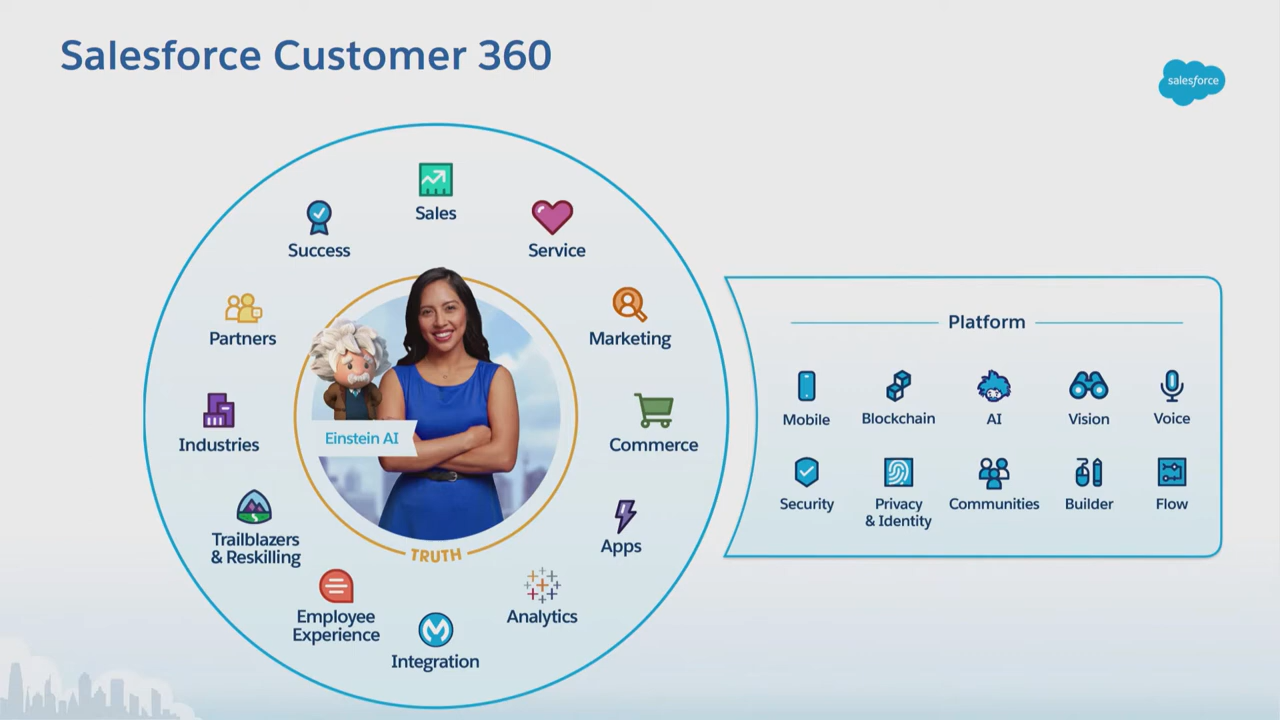 Salesforce Customer 360
salesforce
Sales
Success
Service
Partners
Marketing
Industries
Einstein AI
Commerce
Trailblazers
& Reskilling
TRUTH
Apps
Employee
Experience
Analytics
Integration
Platform
Mobile
Blockchain
AI
Vision
Voice
Security
Privacy
& Identity
Communities
Builder
Flow